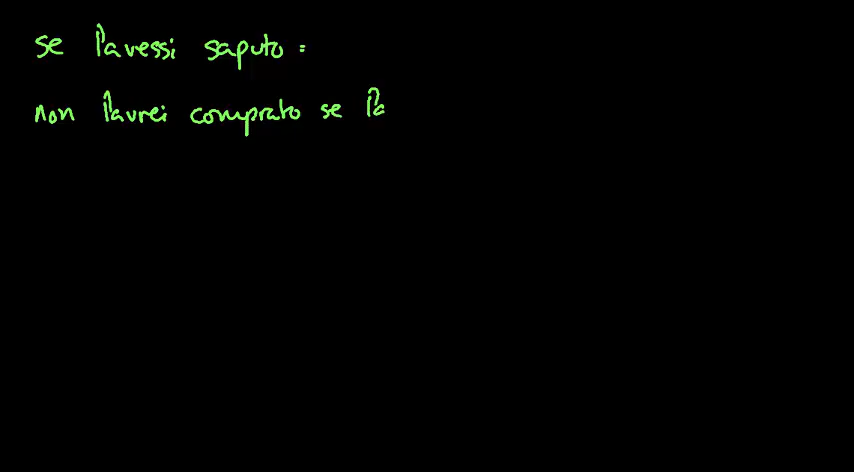 se l'avessi saputo =
non l'avrei comprato se l'a